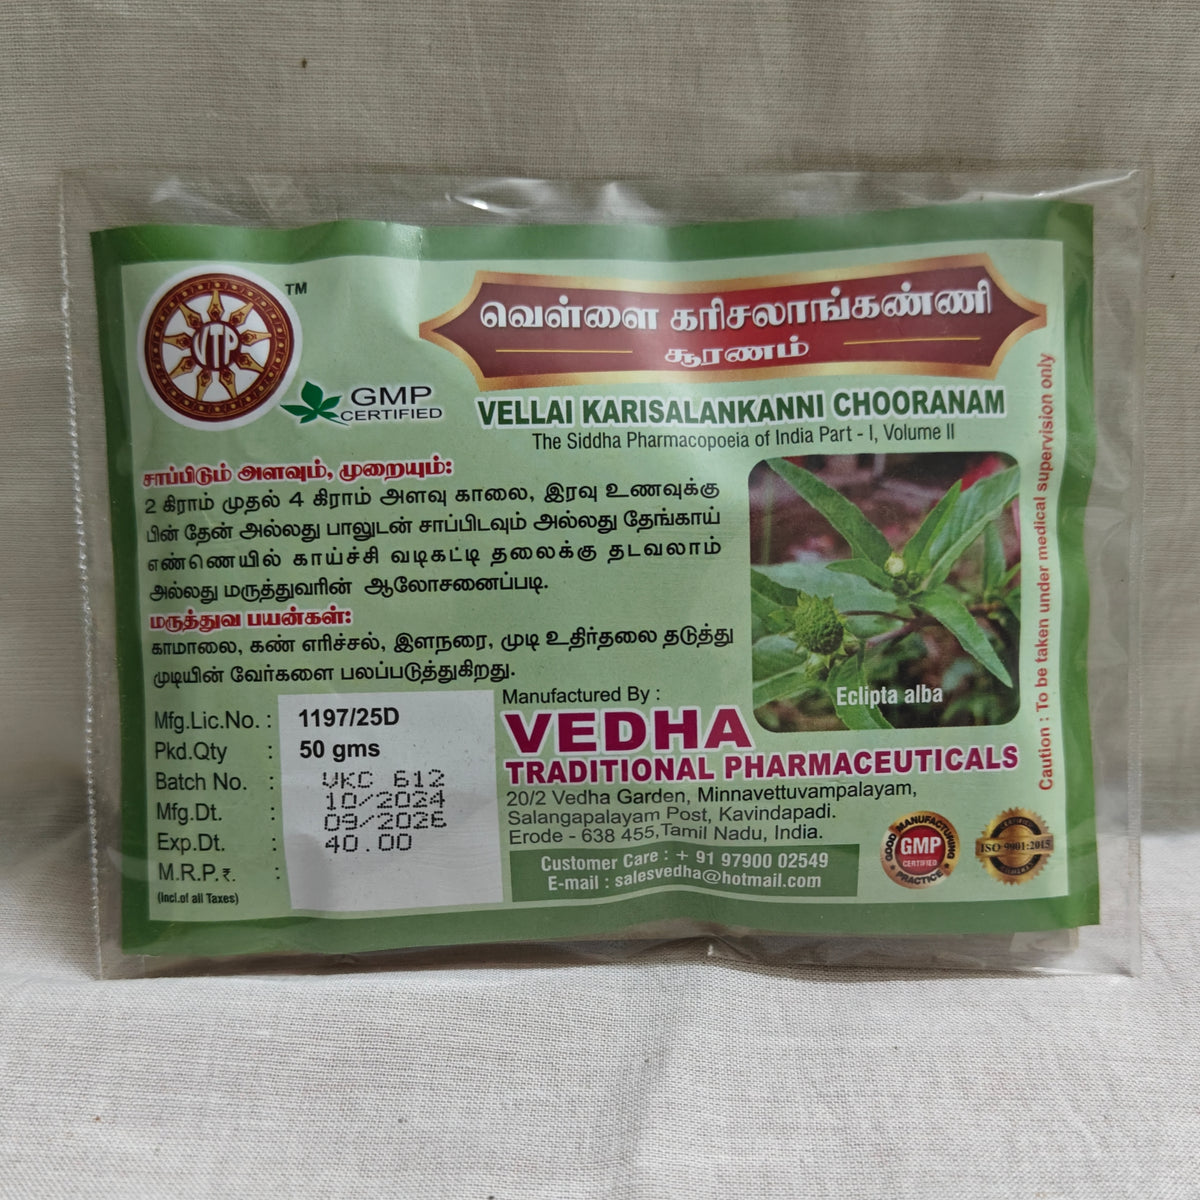 VTP
TM
GMP
CERTIFIED
வெள்ளை கரிசலாங்கண்ணி
சூரணம்
VELLAI KARISALANKANNI CHOORANAM
The Siddha Pharmacopoeia of India Part - I, Volume II
சாப்பிடும் அளவும், முறையும்:
2 கிராம் முதல் 4 கிராம் அளவு காலை, இரவு உணவுக்கு
பின் தேன் அல்லது பாலுடன் சாப்பிடவும் அல்லது தேங்காய்
எண்ணெயில் காய்ச்சி வடிகட்டி தலைக்கு தடவலாம்
அல்லது மருத்துவரின் ஆலோசனைப்படி.
மருத்துவ பயன்கள்:
காமாலை, கண் எரிச்சல், இளநரை, முடி உதிர்தலை தடுத்து
முடியின் வேர்களை பலப்படுத்துகிறது.
Eclipta alba
Caution : To be taken under medical supervision only
Mfg.Lic.No. : 1197/25D
Pkd.Qty : 50 gms
Batch No. : VKC 612
Mfg.Dt. : 10/2024
Exp.Dt. : 09/2026
M.R.P.₹. : 40.00
(incl.of all Taxes)
Manufactured By :
VEDHA
TRADITIONAL PHARMACEUTICALS
20/2 Vedha Garden, Minnavettuvampalayam,
Salangapalayam Post, Kavindapadi.
Erode - 638 455, Tamil Nadu, India.
Customer Care : + 91 97900 02549
E-mail : salesvedha@hotmail.com
GOOD MANUFACTURING
GMP
CERTIFIED
PRACTICE
CERTIFIED
ISO 9001:2015